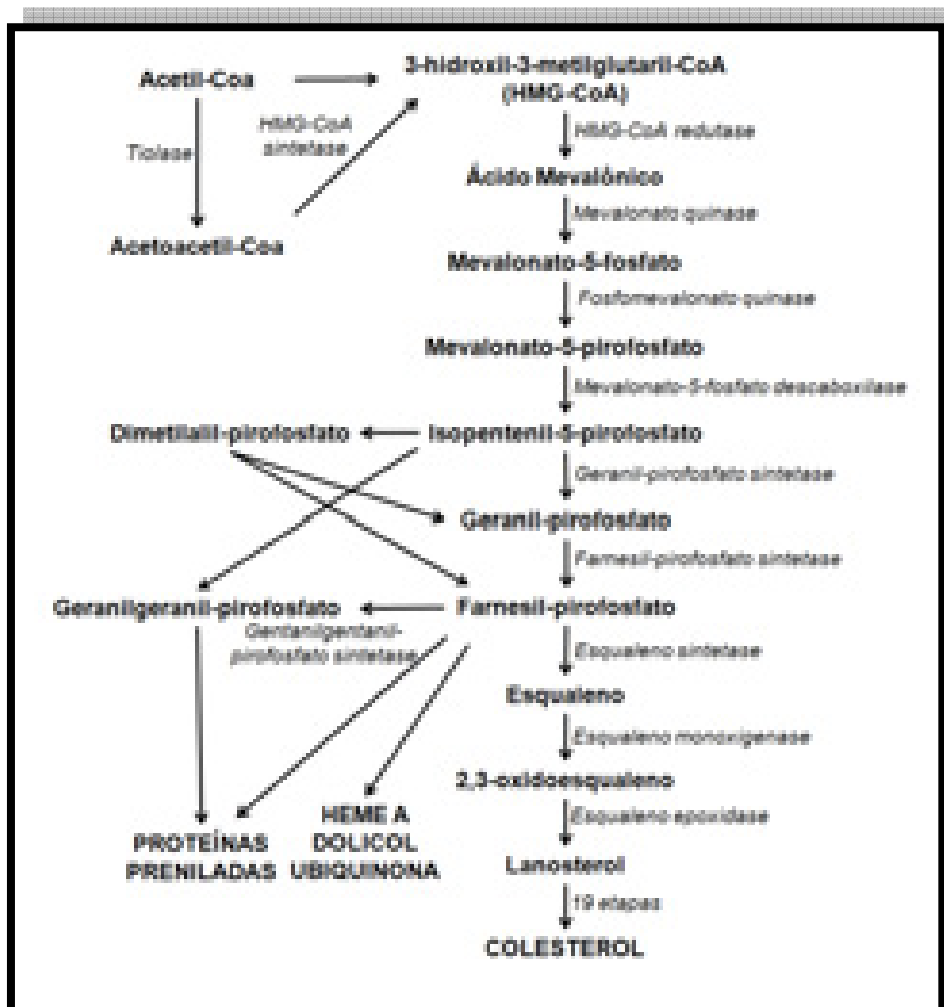 Acetil-Coa
3-hidroxil-3-metilglutaril-CoA
(HMG-CoA)
Tiolase
HMG-CoA
sintetase
HMG-CoA redutase
Ácido Mevalônico
Mevalonato quinase
Acetoacetil-Coa
Mevalonato-5-fosfato
Fosfomevalonato quinase
Mevalonato-5-pirofosfato
Mevalonato-5-fosfato descaboxilase
Dimetilalil-pirofosfato
Isopentenil-5-pirofosfato
Geranil-pirofosfato sintetase
Geranil-pirofosfato
Farnesil-pirofosfato sintetase
Geranilgeranil-pirofosfato
Farnesil-pirofosfato
Gentanilgentanil-
pirofosfato sintetase
Esqualeno sintetase
Esqualeno
Esqualeno monoxigenase
2,3-oxidoesqualeno
Esqualeno epoxidase
PROTEÍNAS
PRENILADAS
HEME A
DOLICOL
UBIQUINONA
Lanosterol
19 etapas
COLESTEROL